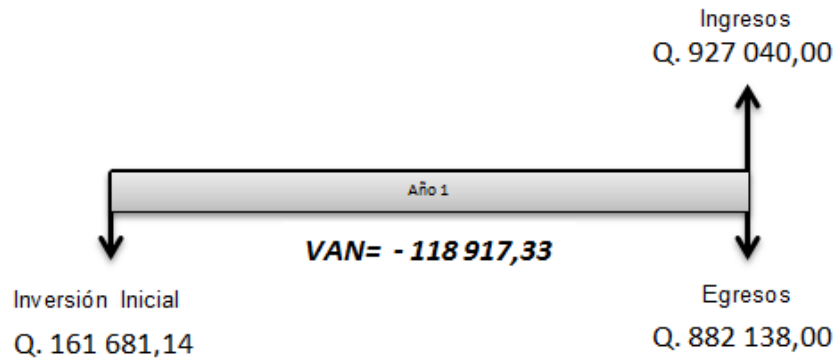 Ingresos
Q. 927 040,00
Año 1
VAN= - 118 917,33
Inversión Inicial
Q. 161 681,14
Egresos
Q. 882 138,00